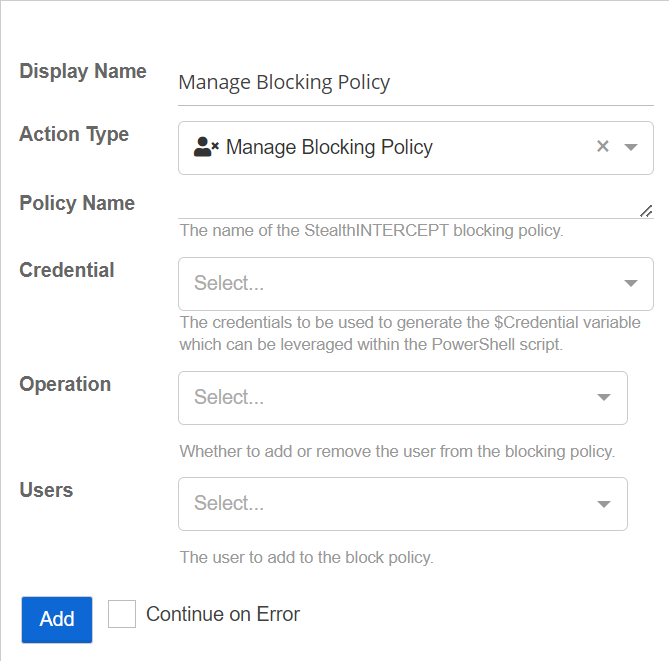 Display Name
Manage Blocking Policy
Action Type
Manage Blocking Policy
Policy Name
The name of the StealthINTERCEPT blocking policy.
Credential
Select...
The credentials to be used to generate the $Credential variable
which can be leveraged within the PowerShell script.
Operation
Select...
Whether to add or remove the user from the blocking policy.
Users
Select...
The user to add to the block policy.
Add Continue on Error